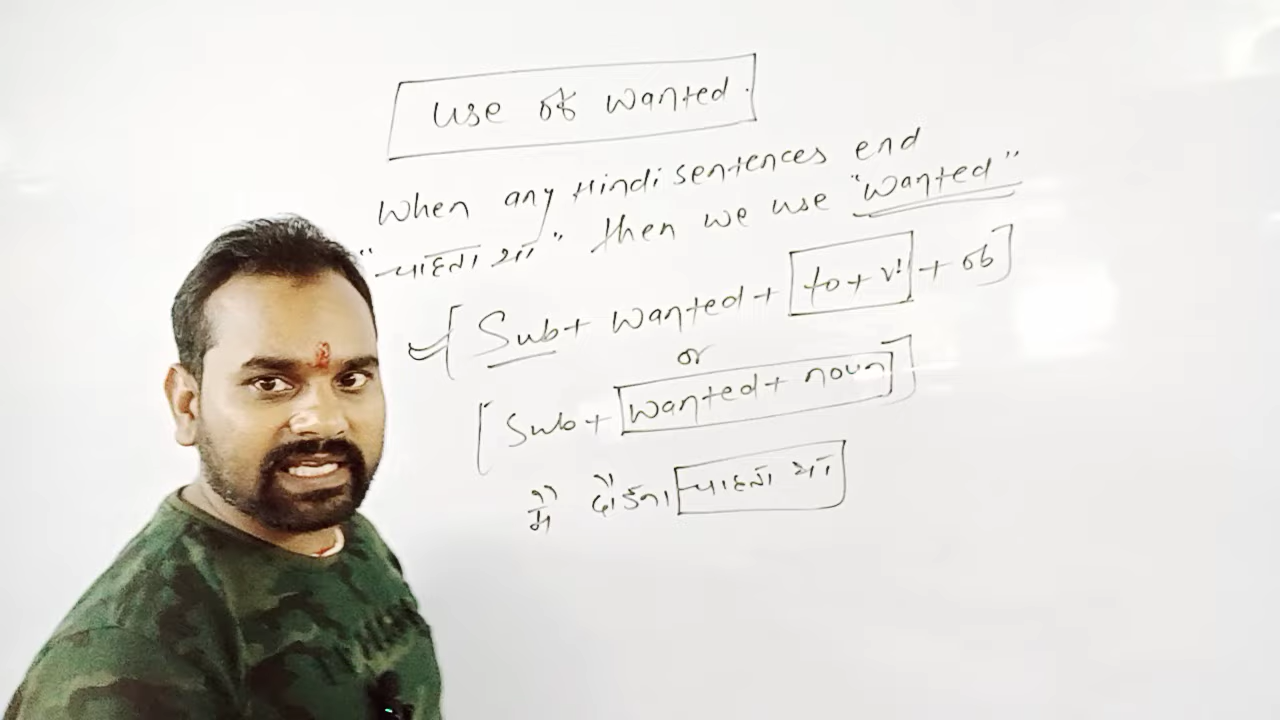 use of wanted.
When any Hindi sentences end
"चाहता था" then we use "Wanted"
[Sub + wanted + to + v1 + ob]
or
[Sub + wanted + noun]
मैं दौड़ना चाहता था